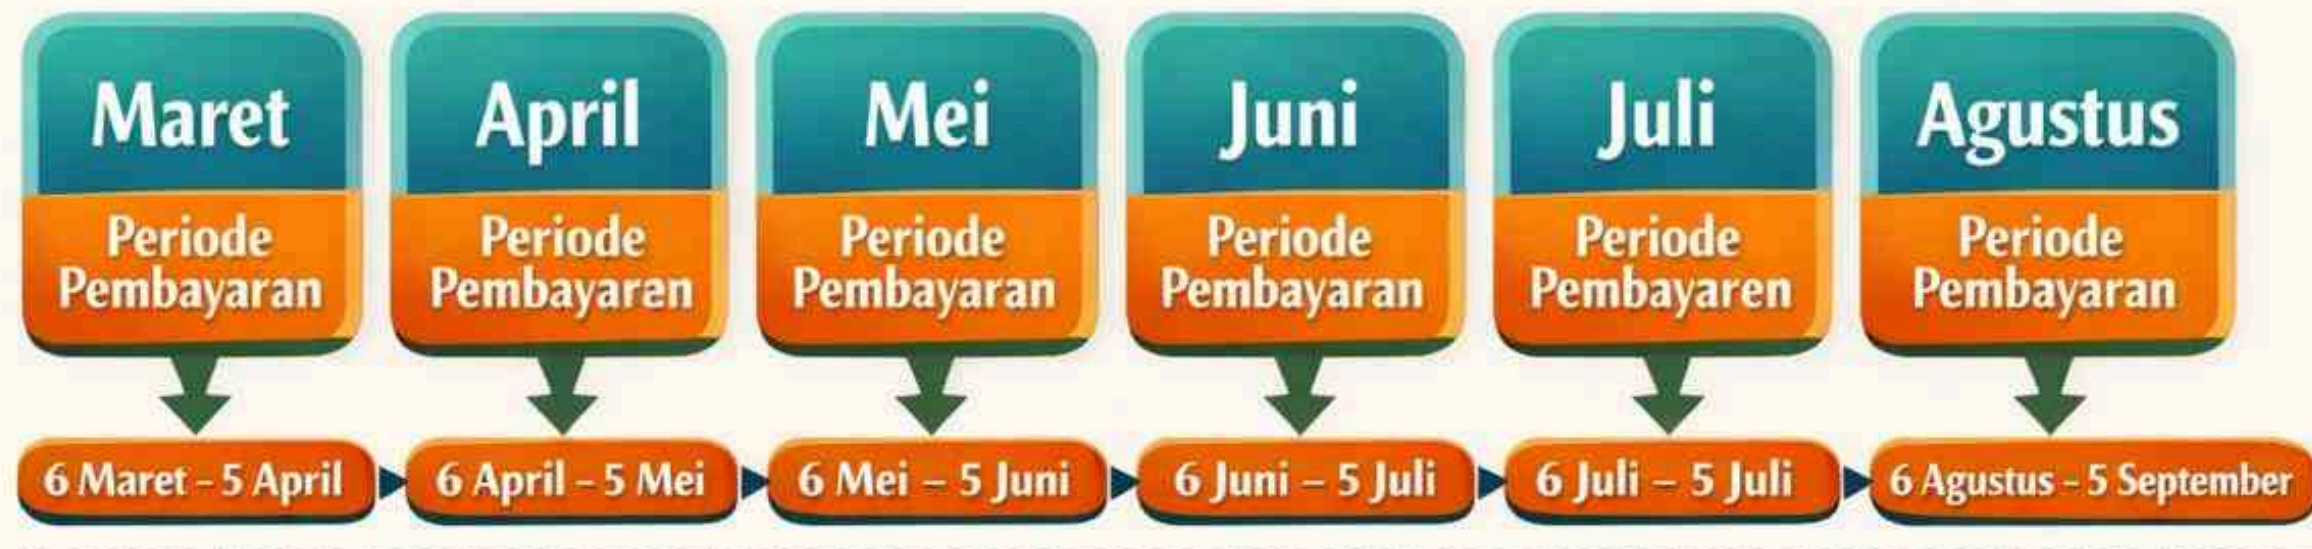 Maret
Periode
Pembayaran
6 Maret - 5 April
April
Periode
Pembayaren
6 April - 5 Mei
Mei
Periode
Pembayaran
6 Mei – 5 Juni
Juni
Periode
Pembayaran
6 Juni – 5 Juli
Juli
Periode
Pembayaren
6 Juli – 5 Juli
Agustus
Periode
Pembayaran
6 Agustus - 5 September